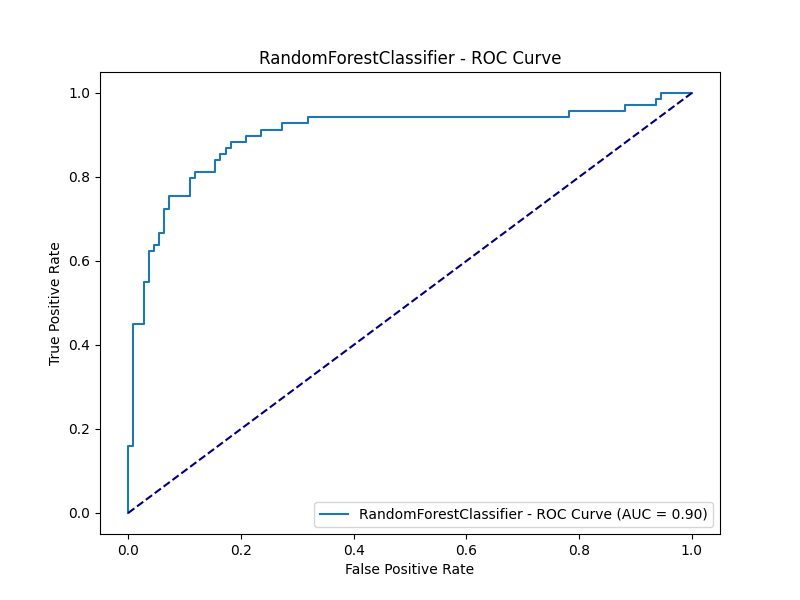 RandomForestClassifier - ROC Curve
1.0
0.8
0.6
0.4
0.2
0.0
True Positive Rate
RandomForestClassifier - ROC Curve (AUC = 0.90)
0.0 0.2 0.4 0.6 0.8 1.0
False Positive Rate